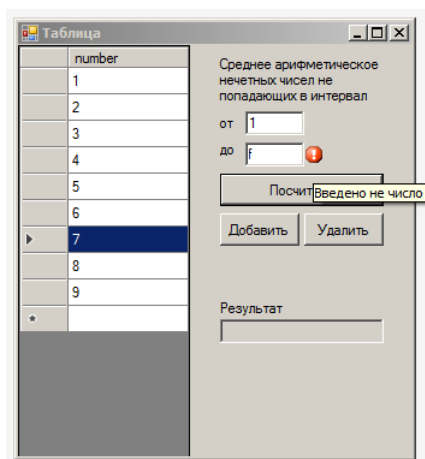 Таблица
number
1
2
3
4
5
6
7
8
9
*
Среднее арифметическое
нечетных чисел не
попадающих в интервал
от 1
до f
Посчит
Введено не число
Добавить Удалить
Результат